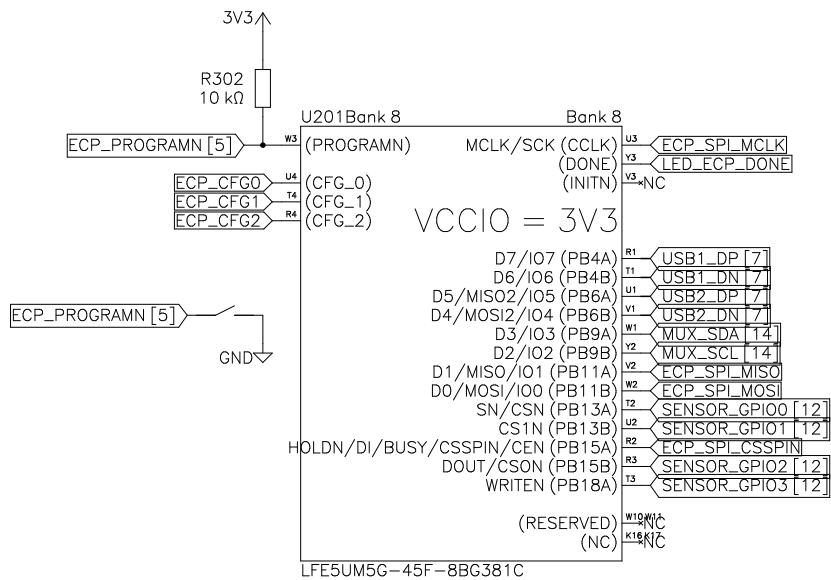 3V3
R302
10 kΩ
U201Bank 8
Bank 8
ECP_PROGRAMN [5]
W3
(PROGRAMN)
MCLK/SCK (CCLK)
U3
ECP_SPI_MCLK
(DONE)
Y3
LED_ECP_DONE
ECP_CFG0
U4
(CFG_0)
(INITN)
V3
NC
ECP_CFG1
T4
(CFG_1)
ECP_CFG2
R4
(CFG_2)
VCCIO = 3V3
D7/IO7 (PB4A)
R1
USB1_DP [7]
D6/IO6 (PB4B)
T1
USB1_DN [7]
D5/MISO2/IO5 (PB6A)
U1
USB2_DP [7]
ECP_PROGRAMN [5]
D4/MOSI2/IO4 (PB6B)
V1
USB2_DN [7]
D3/IO3 (PB9A)
W1
MUX_SDA [14]
GND
D2/IO2 (PB9B)
Y2
MUX_SCL [14]
D1/MISO/IO1 (PB11A)
V2
ECP_SPI_MISO
D0/MOSI/IO0 (PB11B)
W2
ECP_SPI_MOSI
SN/CSN (PB13A)
T2
SENSOR_GPIO0 [12]
CS1N (PB13B)
U2
SENSOR_GPIO1 [12]
HOLDN/DI/BUSY/CSSPIN/CEN (PB15A)
R2
ECP_SPI_CSSPIN
DOUT/CSON (PB15B)
R3
SENSOR_GPIO2 [12]
WRITEN (PB18A)
T3
SENSOR_GPIO3 [12]
(RESERVED)
W10 W11
NC
(NC)
K16 K17
NC
LFE5UM5G-45F-8BG381C